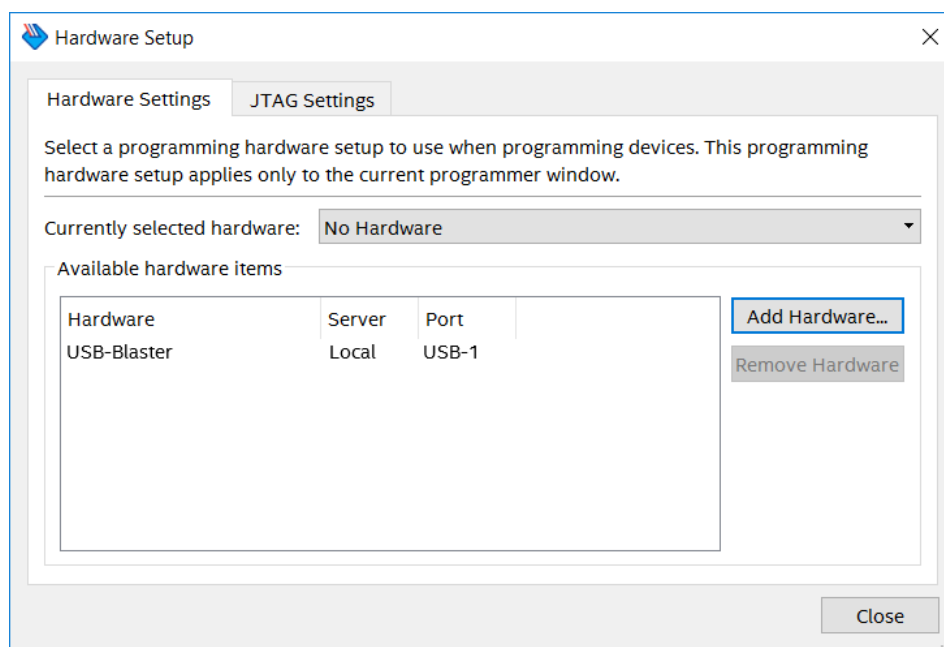 Hardware Setup
Hardware Settings
JTAG Settings
Select a programming hardware setup to use when programming devices. This programming
hardware setup applies only to the current programmer window.
Currently selected hardware: No Hardware
Available hardware items
Hardware Server Port
USB-Blaster Local USB-1
Add Hardware...
Remove Hardware
Close